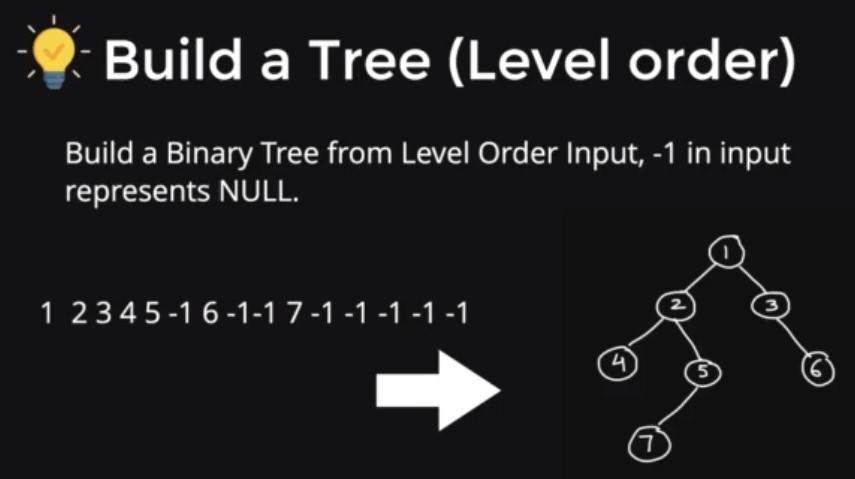 Build a Tree (Level order)
Build a Binary Tree from Level Order Input, -1 in input
represents NULL.
1 2 3 4 5 -1 6 -1-1 7 -1 -1 -1 -1 -1
1
2 3
4 5 6
7